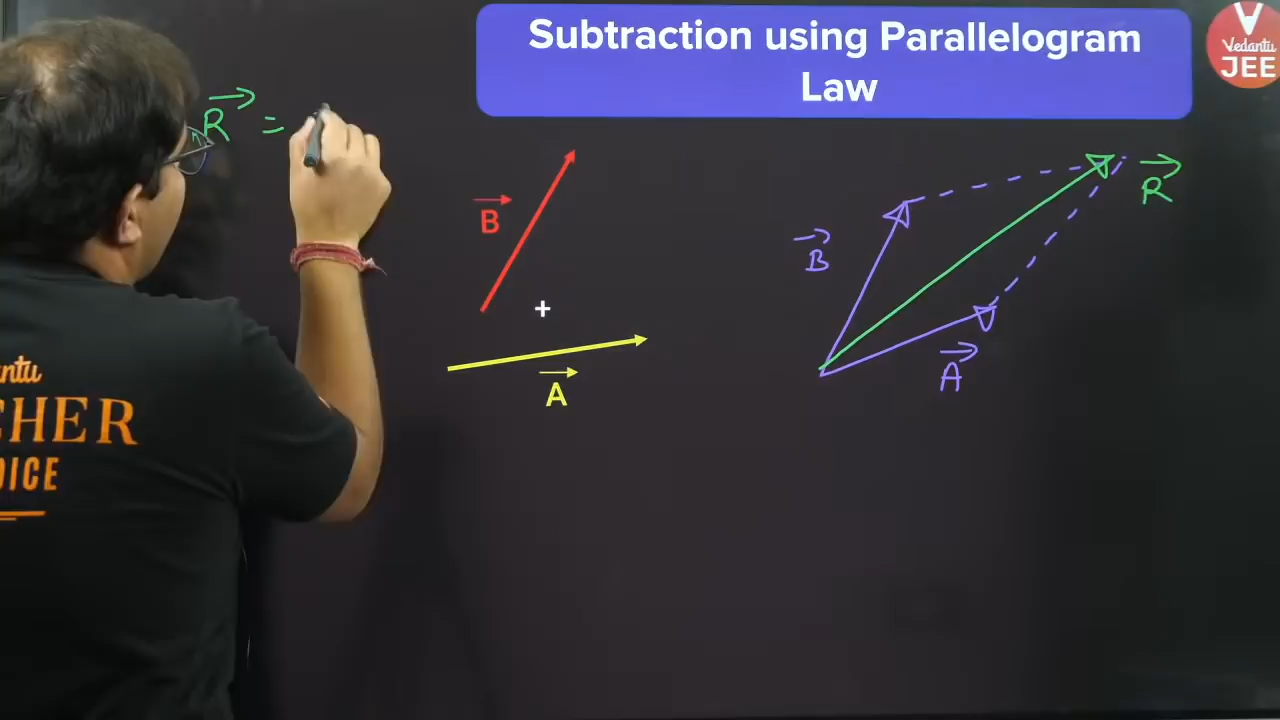 Subtraction using Parallelogram
Law
V
Vedantu
JEE
R =
B
+
A
B
R
A
ntu
CHER
OICE